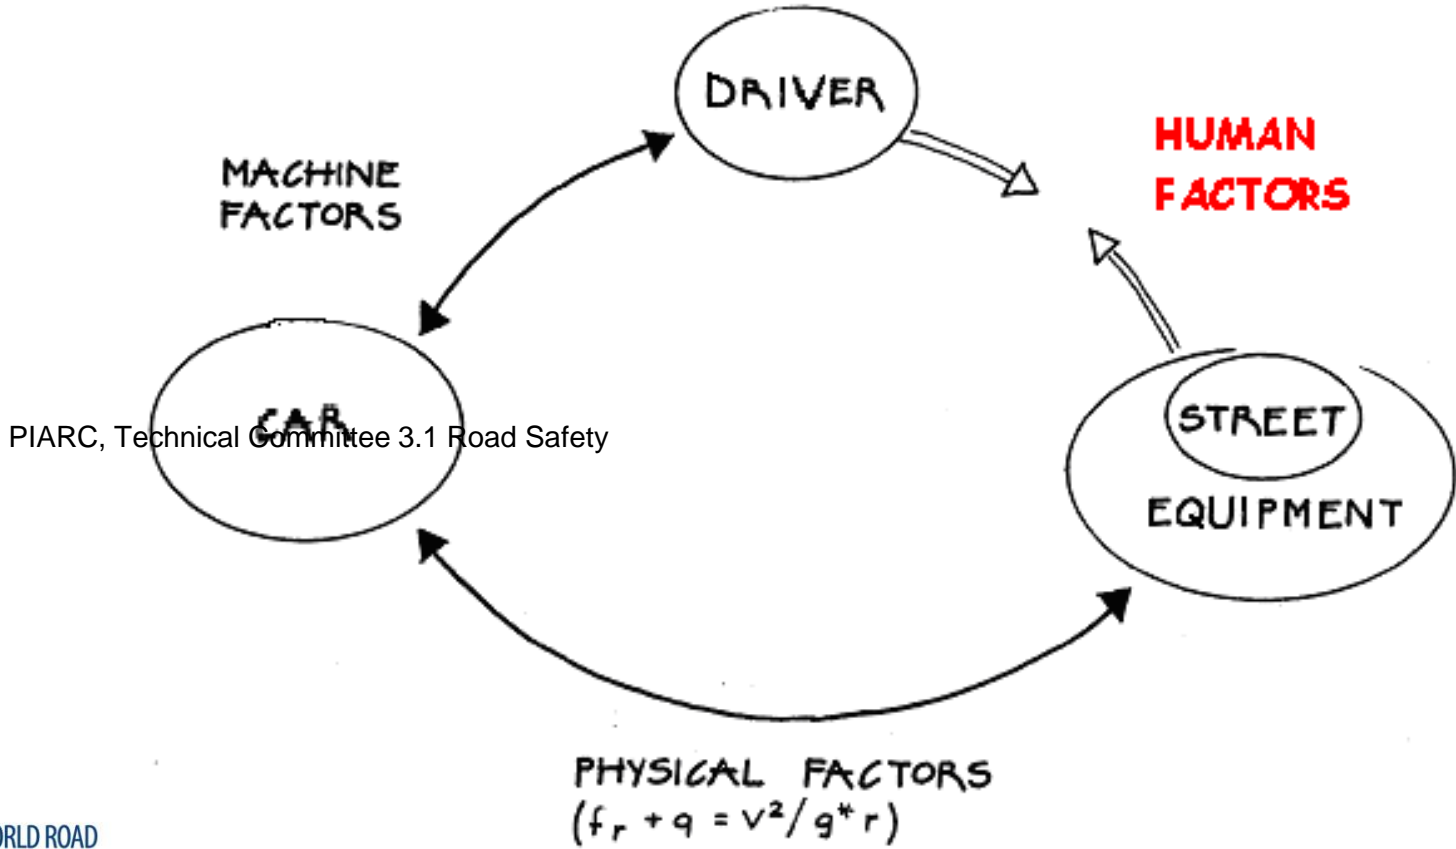 DRIVER
HUMAN
FACTORS
MACHINE
FACTORS
CAR
STREET
PIARC, Technical Committee 3.1 Road Safety
EQUIPMENT
PHYSICAL FACTORS
(fr + q = v²/g* r)
ORLD ROAD